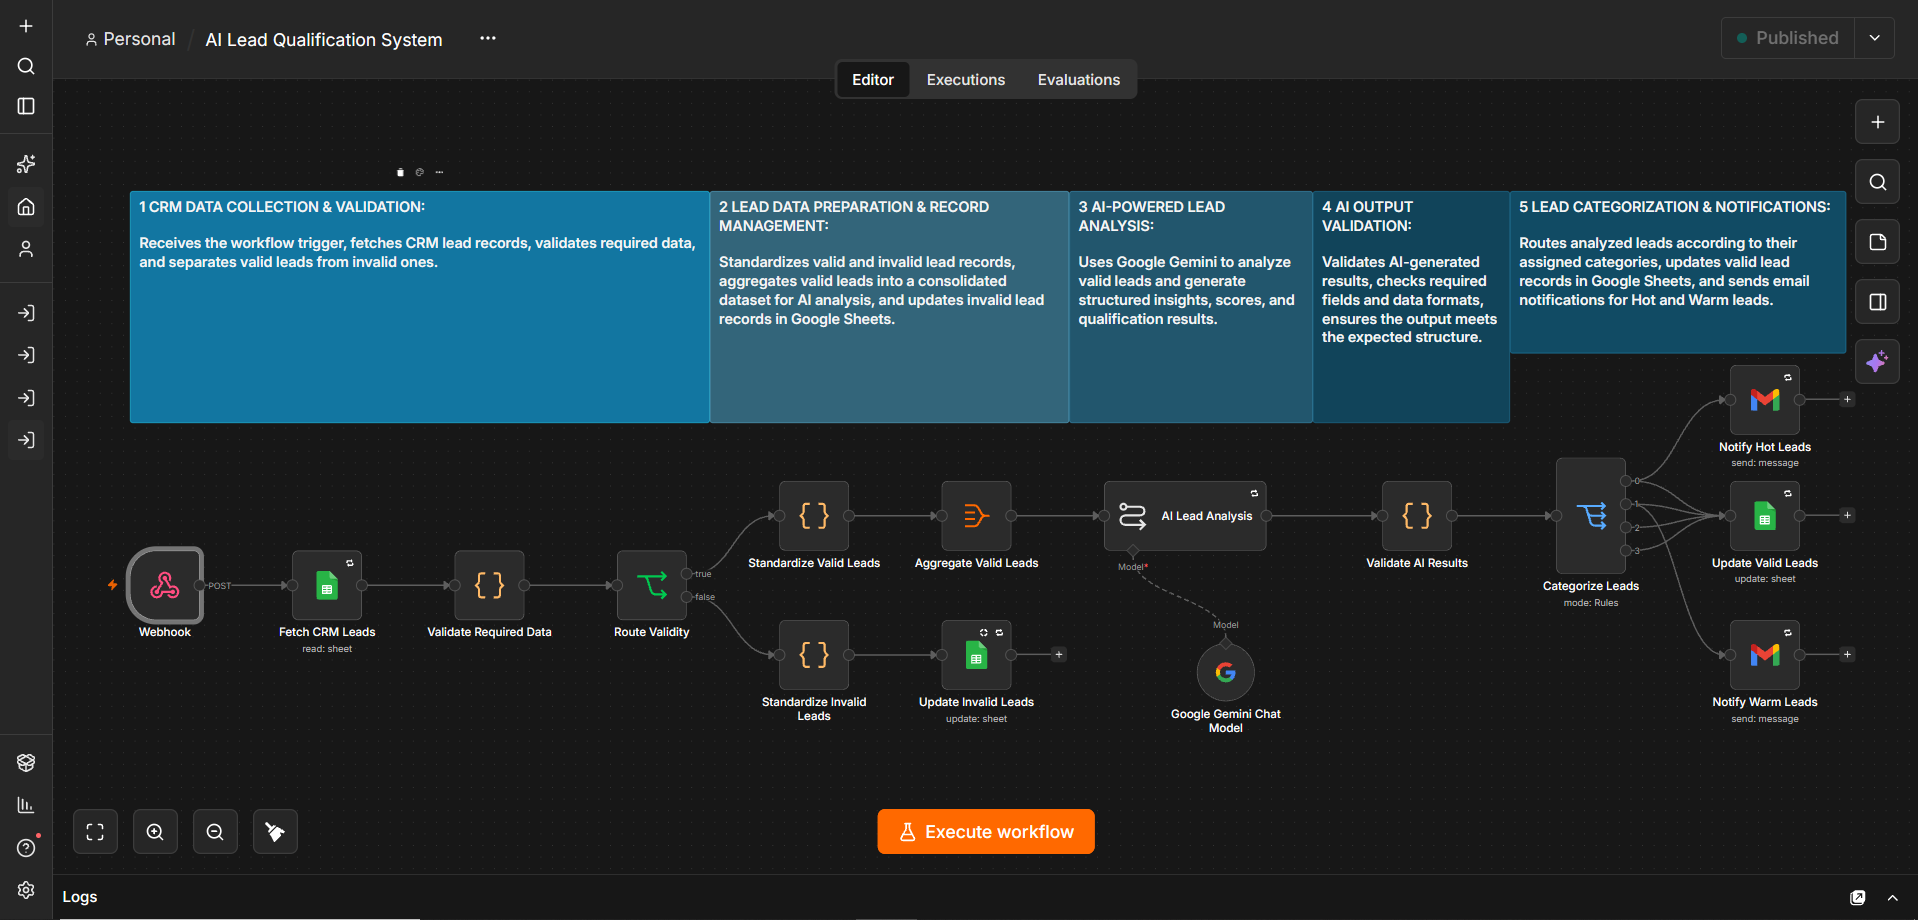 Personal / AI Lead Qualification System
Published
Editor
Executions
Evaluations
1 CRM DATA COLLECTION & VALIDATION:
Receives the workflow trigger, fetches CRM lead records, validates required data,
and separates valid leads from invalid ones.
2 LEAD DATA PREPARATION & RECORD
MANAGEMENT:
Standardizes valid and invalid lead records,
aggregates valid leads into a consolidated
dataset for AI analysis, and updates invalid lead
records in Google Sheets.
3 AI-POWERED LEAD
ANALYSIS:
Uses Google Gemini to analyze
valid leads and generate
structured insights, scores, and
qualification results.
4 AI OUTPUT
VALIDATION:
Validates AI-generated
results, checks required
fields and data formats,
ensures the output meets
the expected structure.
5 LEAD CATEGORIZATION & NOTIFICATIONS:
Routes analyzed leads according to their
assigned categories, updates valid lead
records in Google Sheets, and sends email
notifications for Hot and Warm leads.
POST
Webhook
Fetch CRM Leads
read: sheet
{}
Validate Required Data
true
false
Route Validity
{}
Standardize Valid Leads
Aggregate Valid Leads
{}
Standardize Invalid
Leads
Update Invalid Leads
update: sheet
AI Lead Analysis
Model*
Model
Google Gemini Chat
Model
{}
Validate AI Results
0
1
2
3
Categorize Leads
mode: Rules
Notify Hot Leads
send: message
Update Valid Leads
update: sheet
Notify Warm Leads
send: message
Execute workflow
Logs